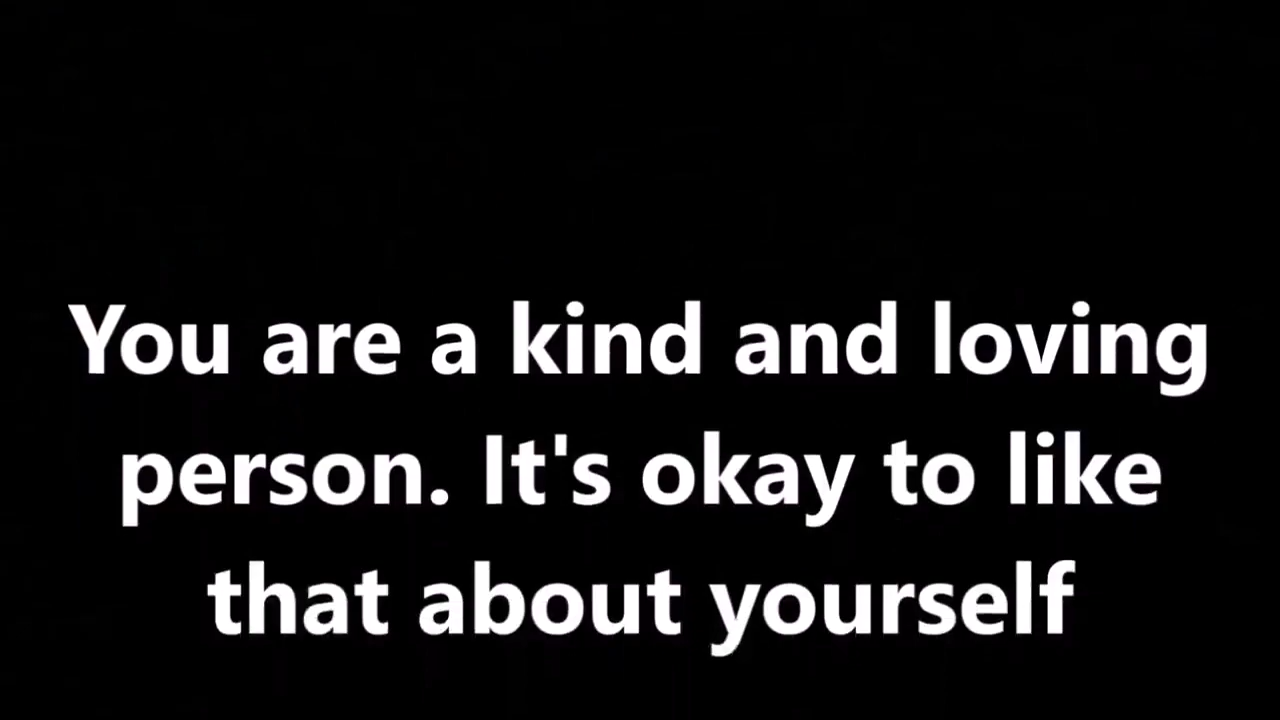 You are a kind and loving
person. It's okay to like
that about yourself